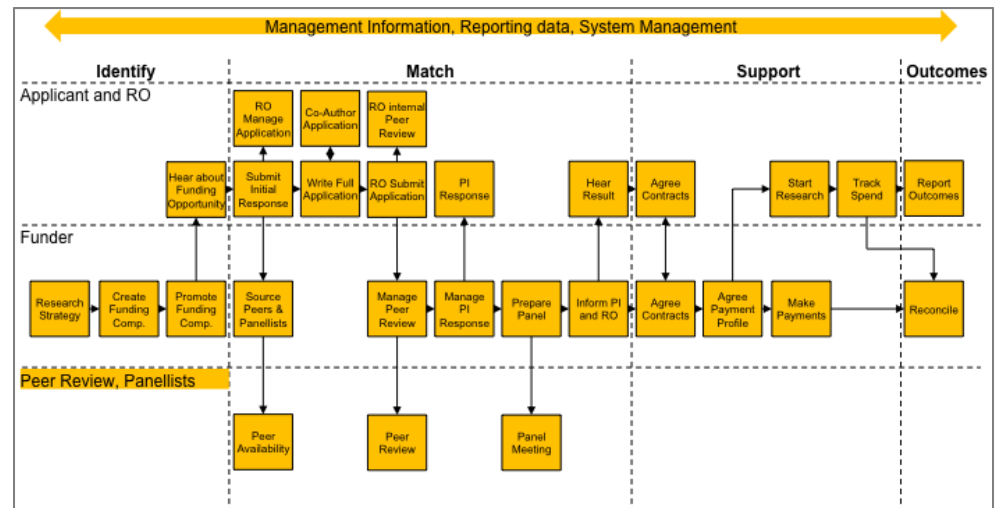 Management Information, Reporting data, System Management
Identify
Match
Support
Outcomes
Applicant and RO
RO
Manage
Application
Co-Author
Application
RO internal
Peer
Review
Hear about
Funding
Opportunity
Submit
Initial
Response
Write Full
Application
RO Submit
Application
PI
Response
Hear
Result
Agree
Contracts
Start
Research
Track
Spend
Report
Outcomes
Funder
Research
Strategy
Create
Funding
Comp.
Promote
Funding
Comp.
Source
Peers &
Panellists
Manage
Peer
Review
Manage
PI
Response
Prepare
Panel
Inform PI
and RO
Agree
Contracts
Agree
Payment
Profile
Make
Payments
Reconcile
Peer Review, Panellists
Peer
Availability
Peer
Review
Panel
Meeting